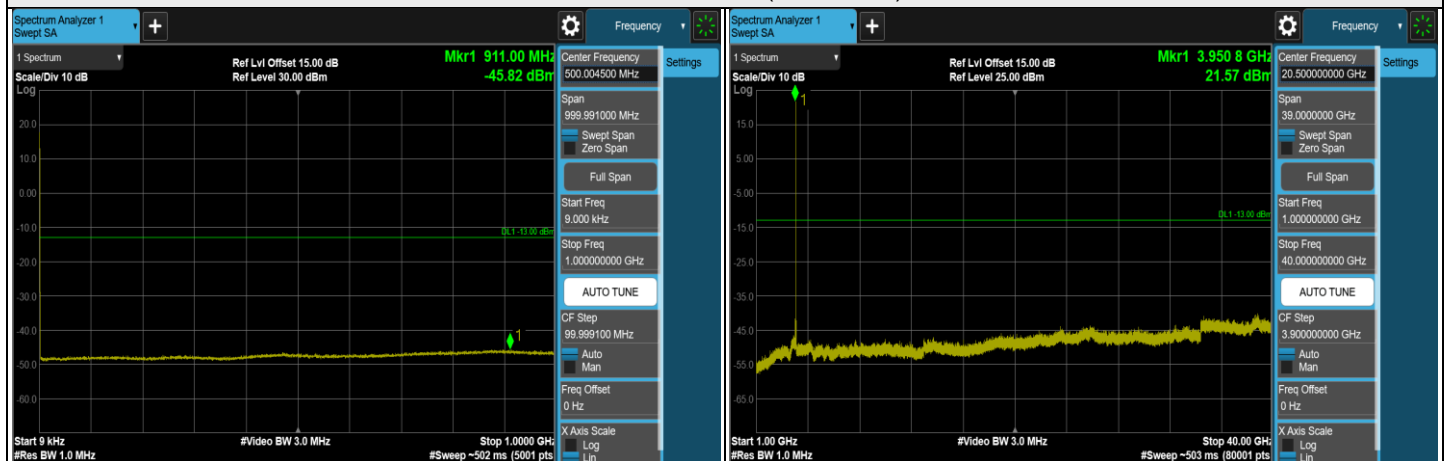 Spectrum Analyzer 1
Swept SA
+
Frequency
1 Spectrum
Ref Lvl Offset 15.00 dB
Mkr1 911.00 MHz
Scale/Div 10 dB
Ref Level 30.00 dBm
-45.82 dBm
Log
20.0
10.0
0.00
-10.0
-20.0
-30.0
-40.0
-50.0
-60.0
DL1 -13.00 dBm
1
Start 9 kHz
#Video BW 3.0 MHz
Stop 1.0000 GHz
#Res BW 1.0 MHz
#Sweep ~502 ms (5001 pts
Center Frequency
500.004500 MHz
Settings
Span
999.991000 MHz
Swept Span
Zero Span
Full Span
Start Freq
9.000 kHz
Stop Freq
1.000000000 GHz
AUTO TUNE
CF Step
99.999100 MHz
Auto
Man
Freq Offset
0 Hz
X Axis Scale
Log
Lin
Spectrum Analyzer 1
Swept SA
+
Frequency
1 Spectrum
Ref Lvl Offset 15.00 dB
Mkr1 3.950 8 GHz
Scale/Div 10 dB
Ref Level 25.00 dBm
21.57 dBm
Log
1
15.0
5.00
-5.00
-15.0
-25.0
-35.0
-45.0
-55.0
-65.0
DL1 -13.00 dBm
Start 1.00 GHz
#Video BW 3.0 MHz
Stop 40.00 GHz
#Res BW 1.0 MHz
#Sweep ~503 ms (80001 pts
Center Frequency
20.500000000 GHz
Settings
Span
39.0000000 GHz
Swept Span
Zero Span
Full Span
Start Freq
1.000000000 GHz
Stop Freq
40.000000000 GHz
AUTO TUNE
CF Step
3.900000000 GHz
Auto
Man
Freq Offset
0 Hz
X Axis Scale
Log
Lin